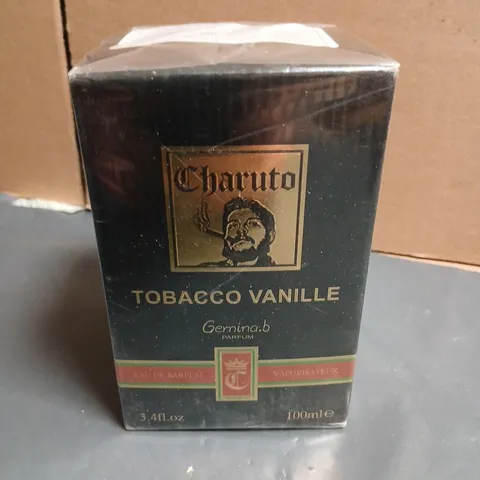 Charuto
TOBACCO VANILLE
Gemina.b
PARFUM
EAU DE PARFUM VAPORISATEUR
C
3.4fl.oz 100ml e